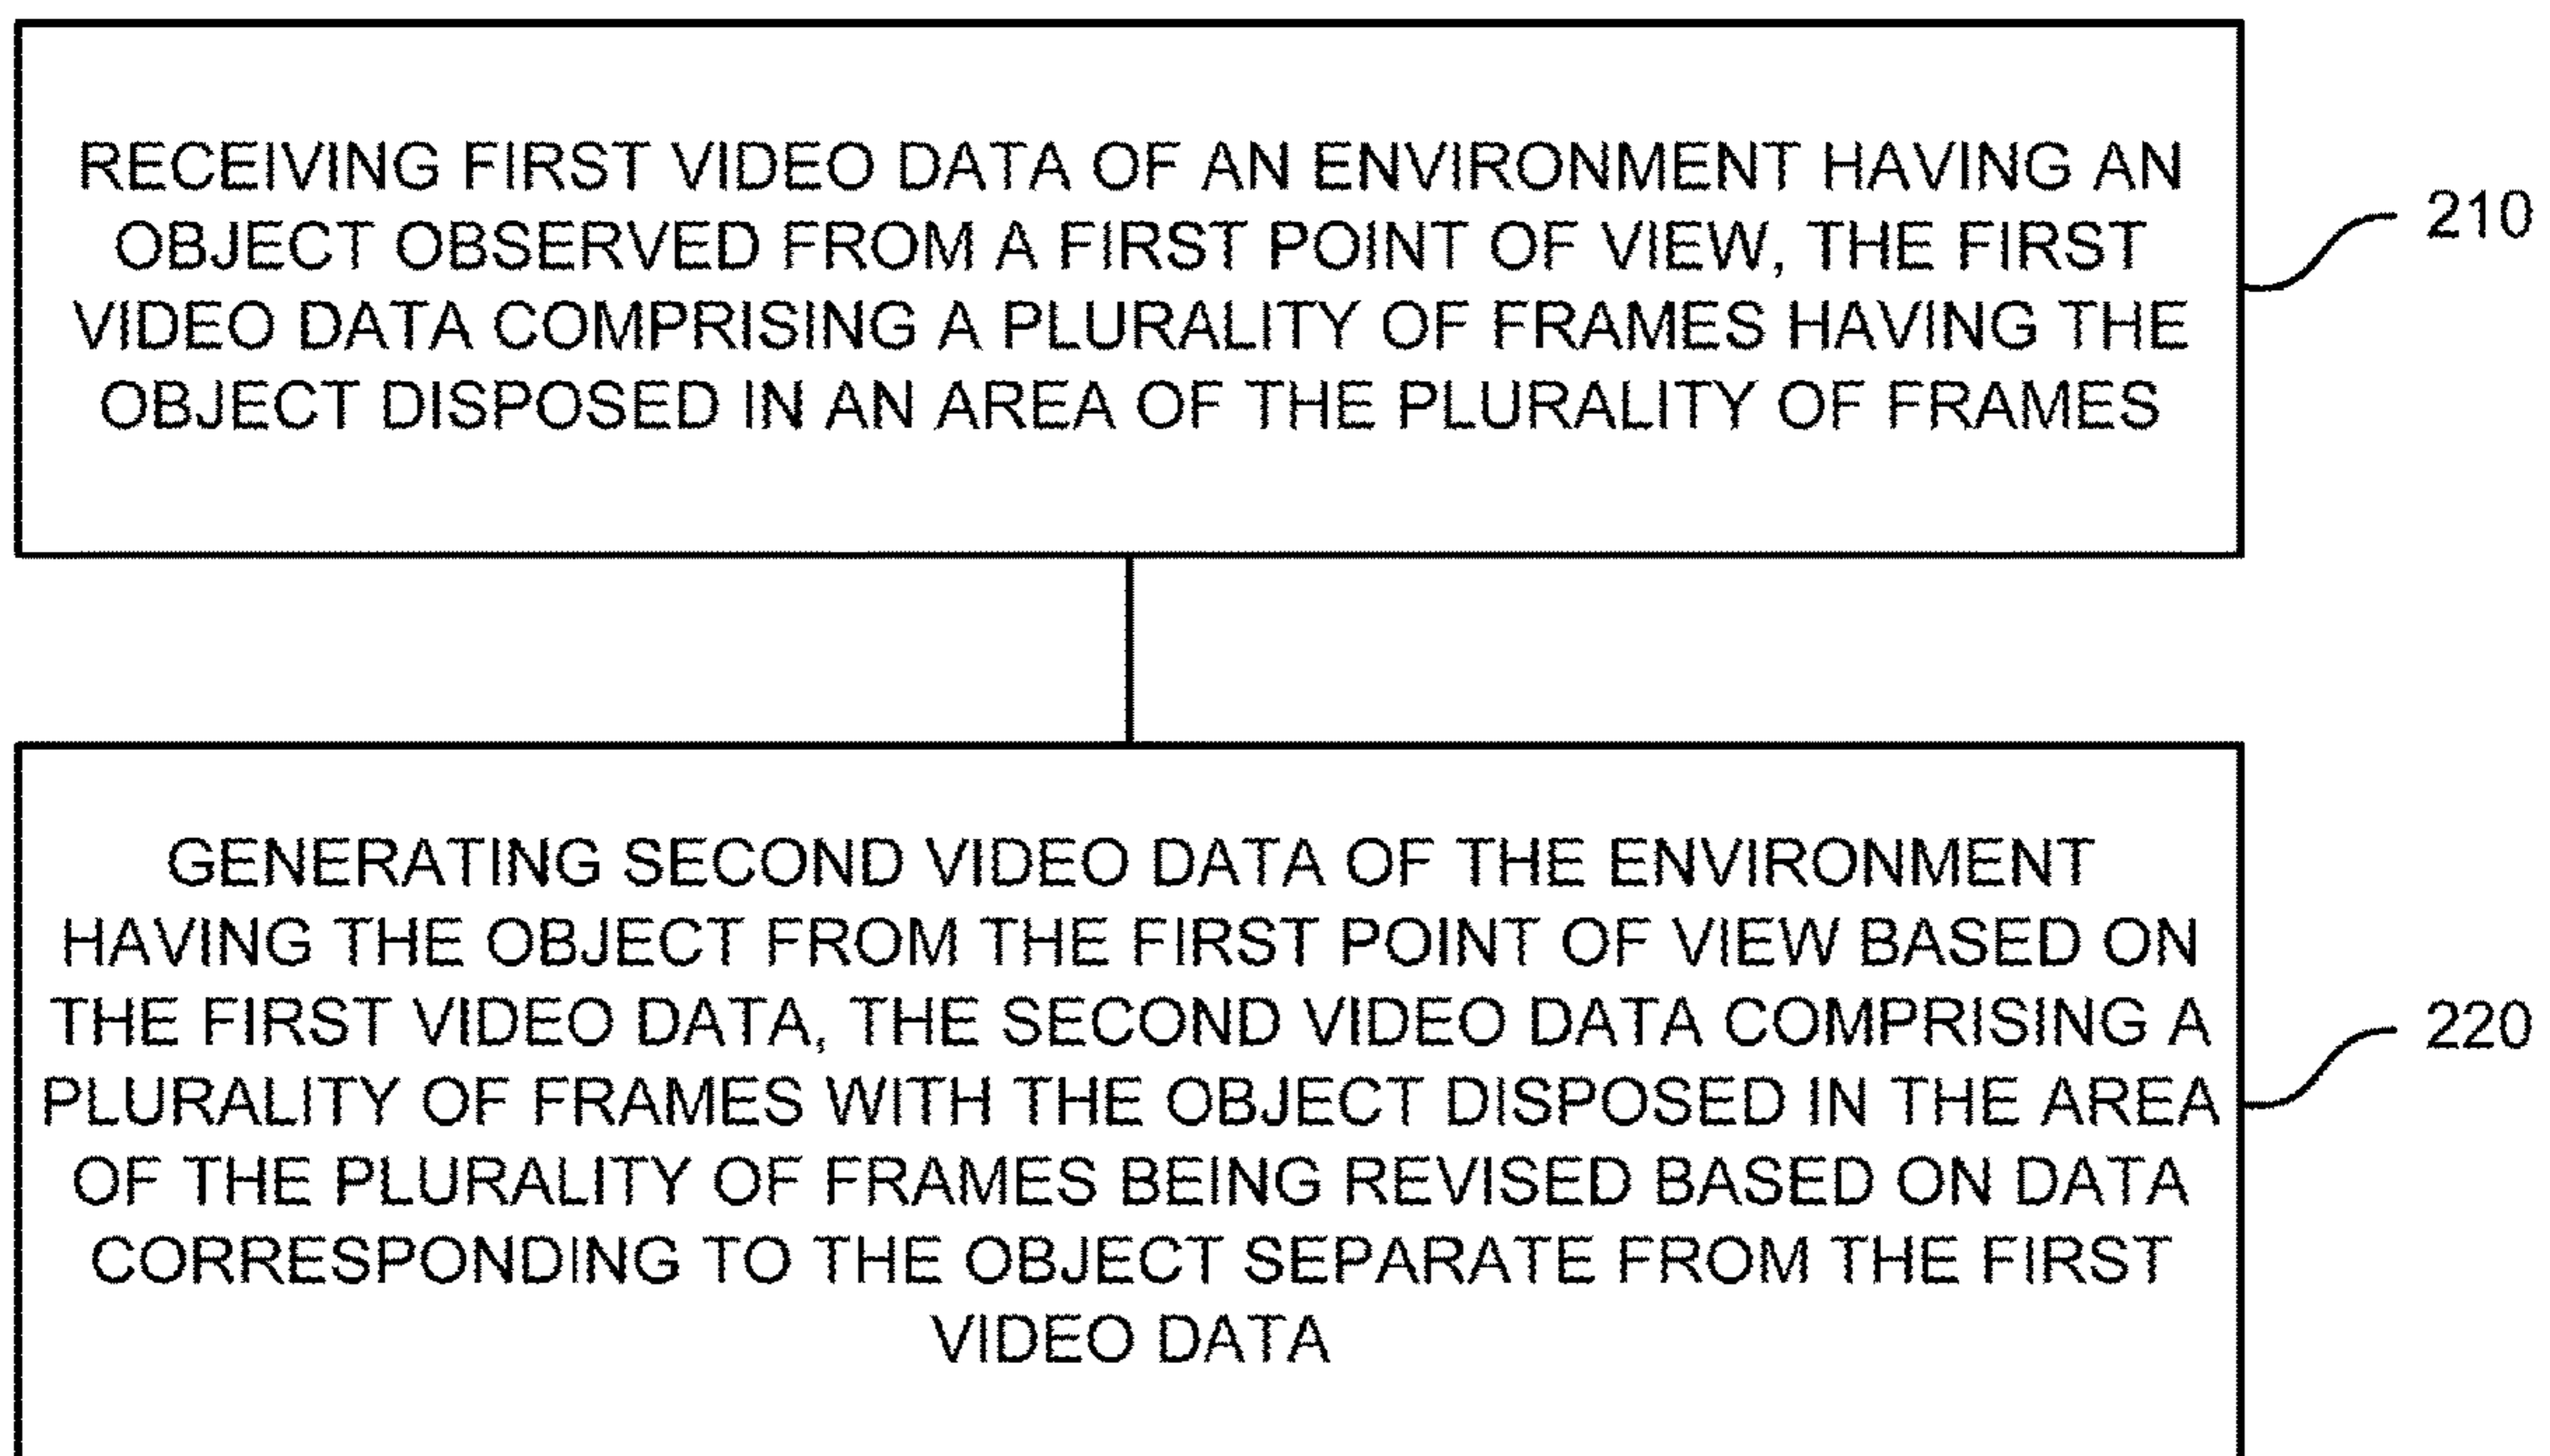 RECEIVING FIRST VIDEO DATA OF AN ENVIRONMENT HAVING AN
OBJECT OBSERVED FROM A FIRST POINT OF VIEW, THE FIRST
VIDEO DATA COMPRISING A PLURALITY OF FRAMES HAVING THE
OBJECT DISPOSED IN AN AREA OF THE PLURALITY OF FRAMES
210
GENERATING SECOND VIDEO DATA OF THE ENVIRONMENT
HAVING THE OBJECT FROM THE FIRST POINT OF VIEW BASED ON
THE FIRST VIDEO DATA, THE SECOND VIDEO DATA COMPRISING A
PLURALITY OF FRAMES WITH THE OBJECT DISPOSED IN THE AREA
OF THE PLURALITY OF FRAMES BEING REVISED BASED ON DATA
CORRESPONDING TO THE OBJECT SEPARATE FROM THE FIRST
VIDEO DATA
220